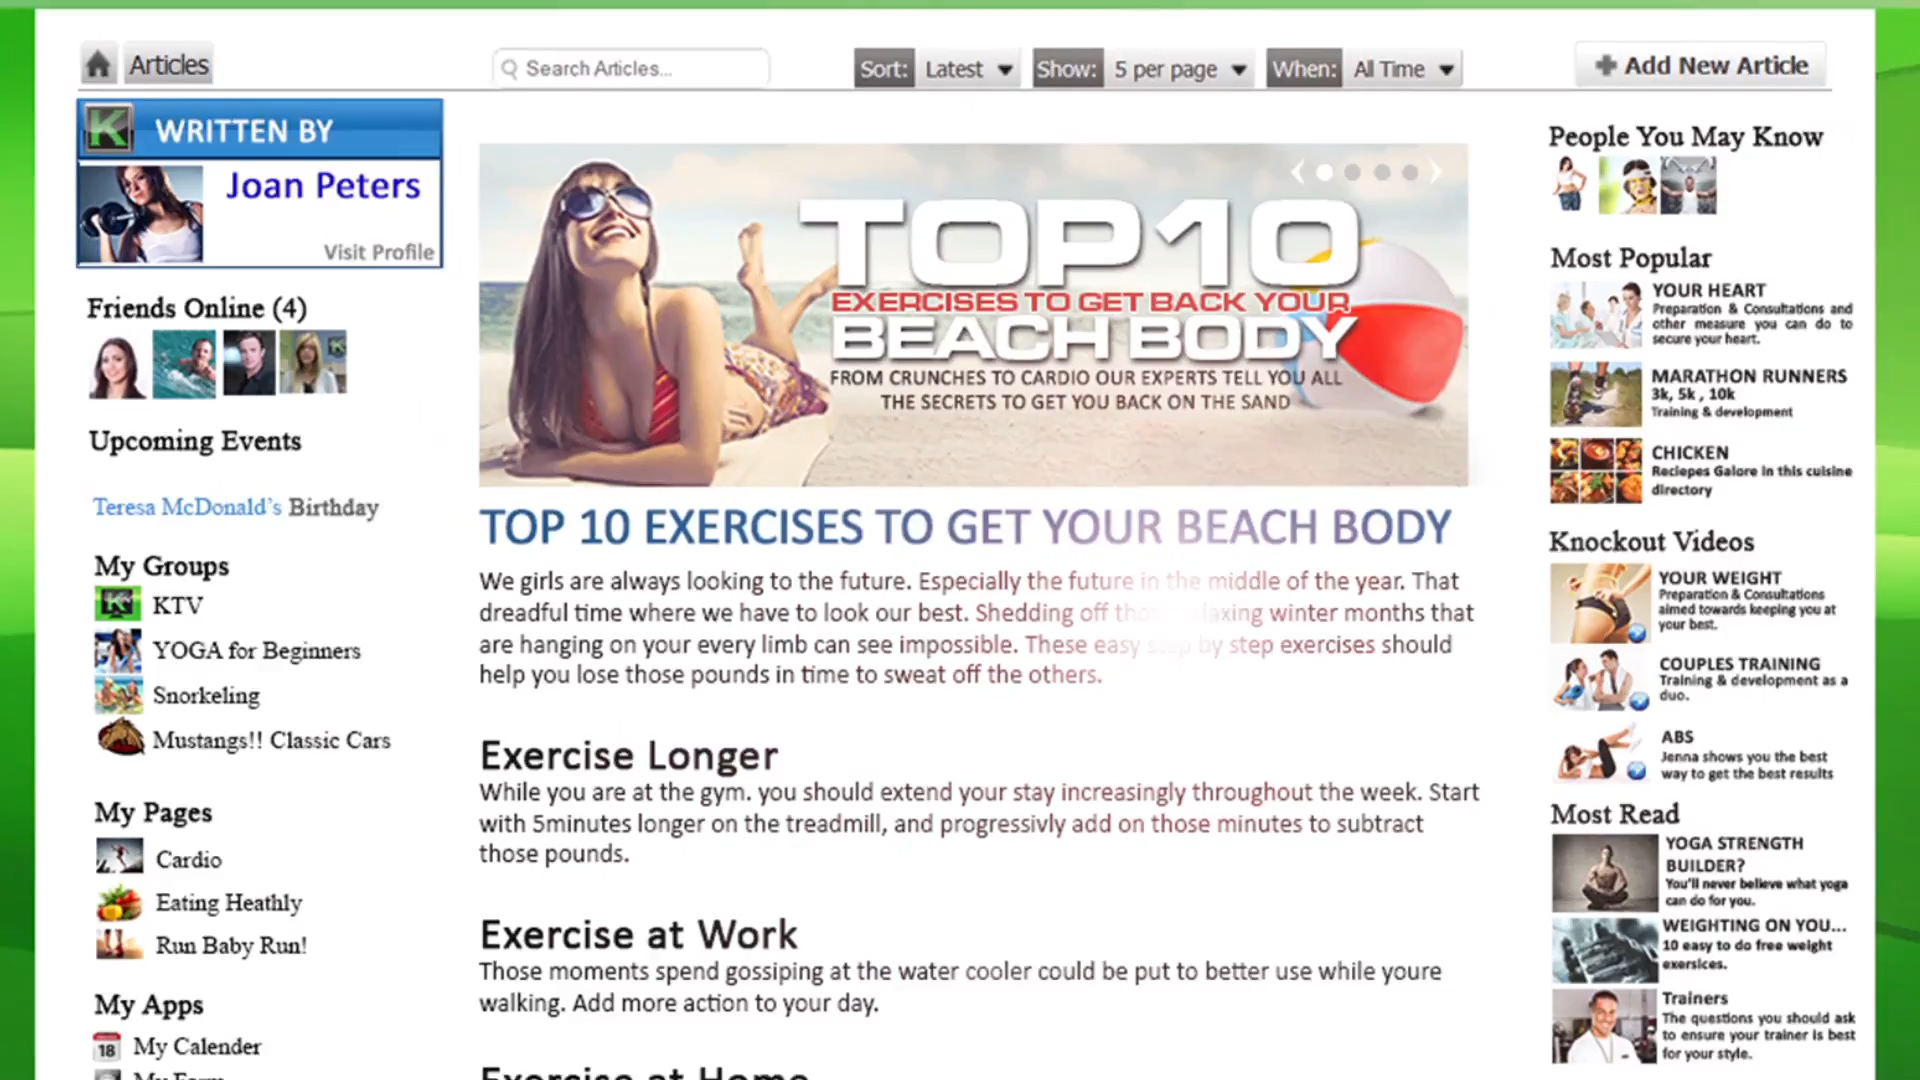 Articles
Search Articles...
Sort: Latest
Show: 5 per page
When: All Time
Add New Article
K WRITTEN BY
Joan Peters
Visit Profile
Friends Online (4)
Upcoming Events
Teresa McDonald's Birthday
My Groups
KTV
YOGA for Beginners
Snorkeling
Mustangs!! Classic Cars
My Pages
Cardio
Eating Heathly
Run Baby Run!
My Apps
18 My Calender
TOP10
EXERCISES TO GET BACK YOUR
BEACH BODY
FROM CRUNCHES TO CARDIO OUR EXPERTS TELL YOU ALL
THE SECRETS TO GET YOU BACK ON THE SAND
TOP 10 EXERCISES TO GET YOUR BEACH BODY
We girls are always looking to the future. Especially the future in the middle of the year. That
dreadful time where we have to look our best. Shedding off those relaxing winter months that
are hanging on your every limb can see impossible. These easy step by step exercises should
help you lose those pounds in time to sweat off the others.
Exercise Longer
While you are at the gym. you should extend your stay increasingly throughout the week. Start
with 5minutes longer on the treadmill, and progressivly add on those minutes to subtract
those pounds.
Exercise at Work
Those moments spend gossiping at the water cooler could be put to better use while youre
walking. Add more action to your day.
Exercise at Home
People You May Know
Most Popular
YOUR HEART
Preparation & Consultations and
other measure you can do to
secure your heart.
MARATHON RUNNERS
3k, 5k , 10k
Training & development
CHICKEN
Reciepes Galore in this cuisine
directory
Knockout Videos
YOUR WEIGHT
Preparation & Consultations
aimed towards keeping you at
your best.
COUPLES TRAINING
Training & development as a
duo.
ABS
Jenna shows you the best
way to get the best results
Most Read
YOGA STRENGTH
BUILDER?
You'll never believe what yoga
can do for you.
WEIGHTING ON YOU...
10 easy to do free weight
exersices.
Trainers
The questions you should ask
to ensure your trainer is best
for your style.